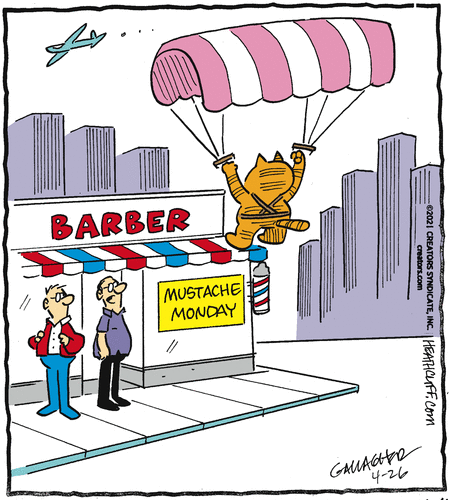 BARBER
MUSTACHE
MONDAY
©2021 CREATORS SYNDICATE, INC.
creators.com
HEATHCLIFF.COM
GALLAGHER
4-26